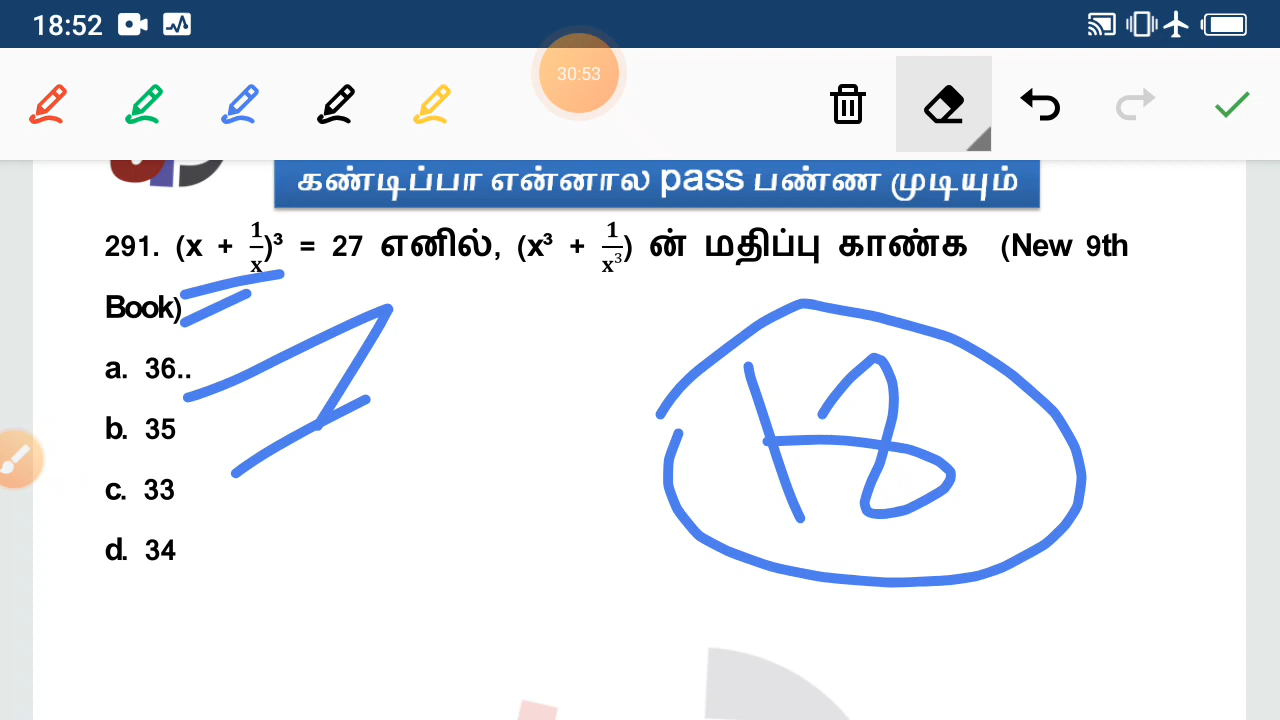 18:52
30:53
கண்டிப்பா என்னால pass பண்ண முடியும்
291. (x + 1/x)³ = 27 எனில், (x³ + 1/x³) ன் மதிப்பு காண்க (New 9th
Book)
a. 36..
b. 35
c. 33
d. 34
18